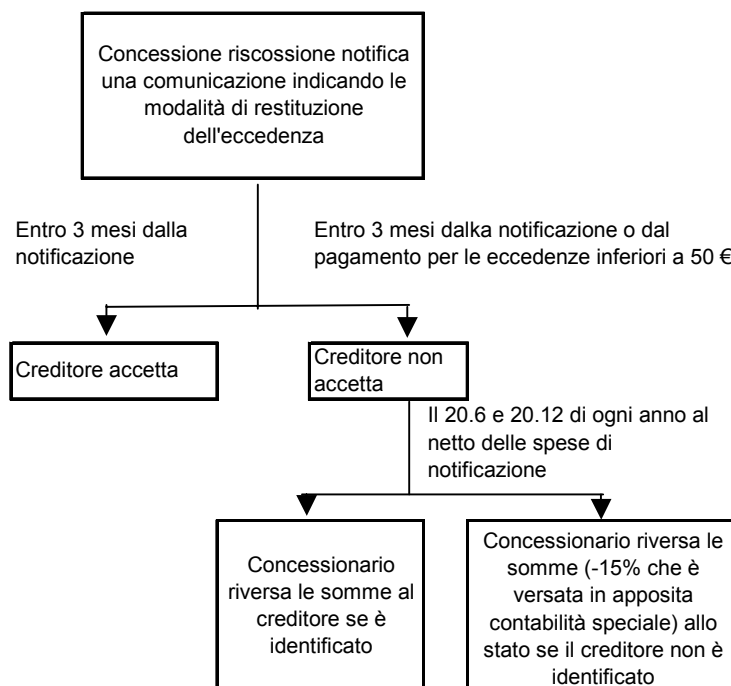 Concessione riscossione notifica
una comunicazione indicando le
modalità di restituzione
dell'eccedenza
Entro 3 mesi dalla
notificazione
Entro 3 mesi dalka notificazione o dal
pagamento per le eccedenze inferiori a 50 €
Creditore accetta
Creditore non
accetta
Il 20.6 e 20.12 di ogni anno al
netto delle spese di
notificazione
Concessionario
riversa le somme al
creditore se è
identificato
Concessionario riversa le
somme (-15% che è
versata in apposita
contabilità speciale) allo
stato se il creditore non è
identificato